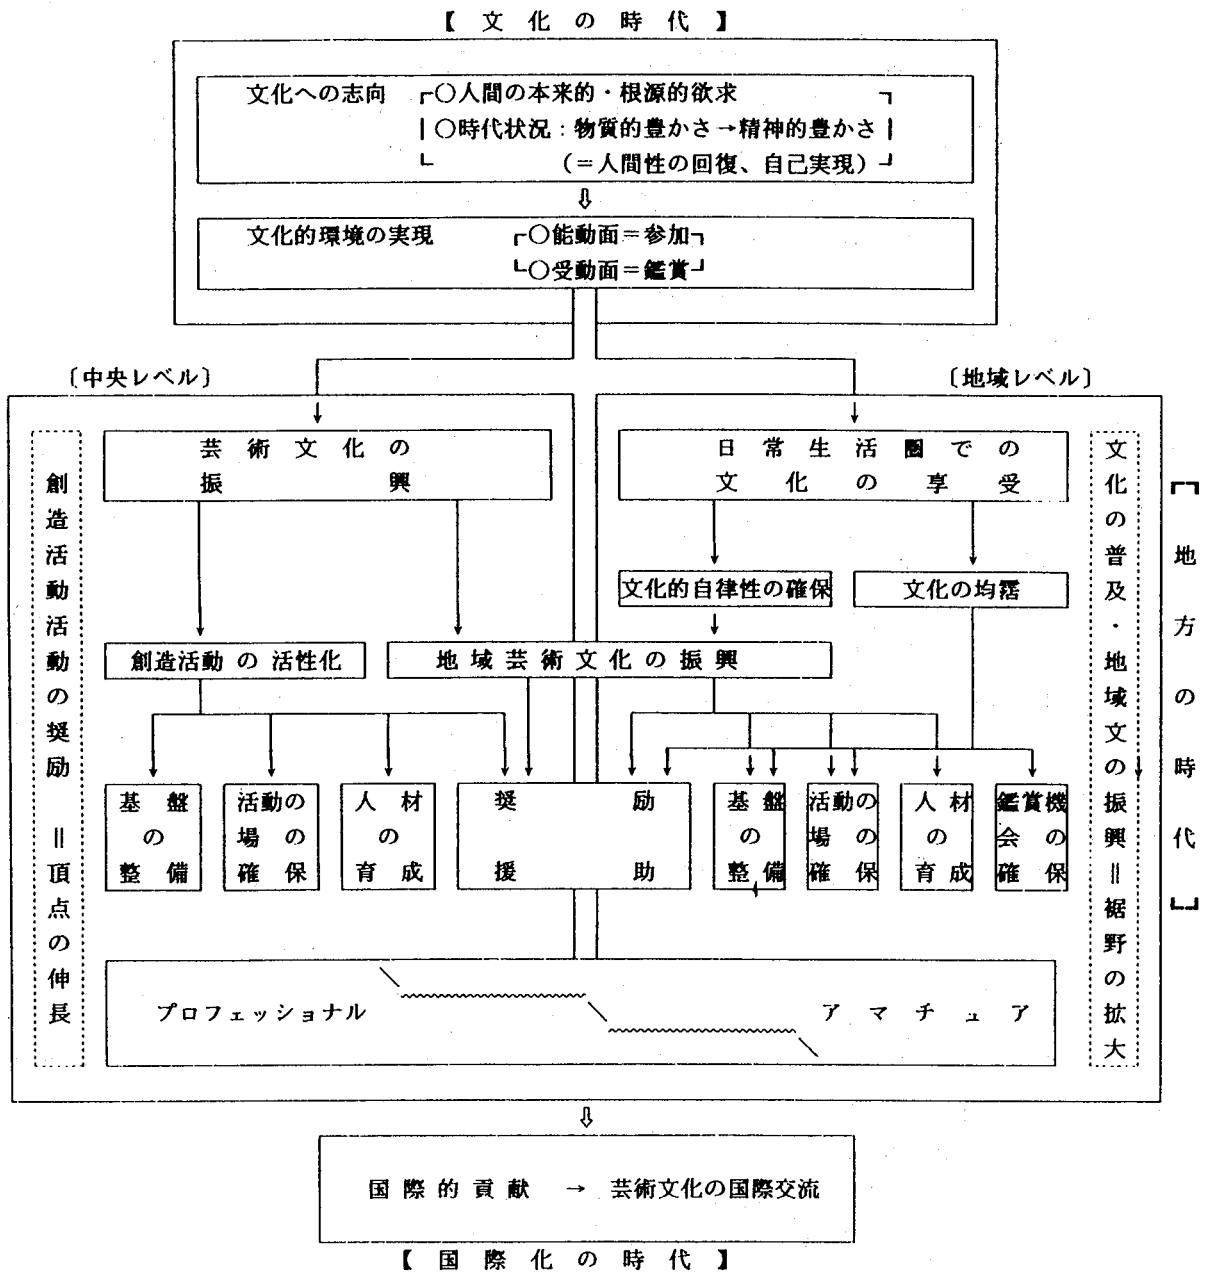 【文化の時代】
文化への志向
○人間の本来的・根源的欲求
○時代状況：物質的豊かさ→精神的豊かさ
（＝人間性の回復、自己実現）
⇩
文化的環境の実現
○能動面＝参加
○受動面＝鑑賞
〔中央レベル〕
〔地域レベル〕
創造活動活動の奨励＝頂点の伸長
芸術文化の
振興
日常生活圏での
文化の享受
文化的自律性の確保
文化の均霑
創造活動の活性化
地域芸術文化の振興
基盤
の
整備
活動の
場の
確保
人材
の
育成
奨励
援助
基盤
の
整備
活動の
場の
確保
人材
の
育成
鑑賞機
会の
確保
文化の普及・地域文の振興＝裾野の拡大
【地方の時代】
プロフェッショナル
アマチュア
⇩
国際的貢献 → 芸術文化の国際交流
【国際化の時代】